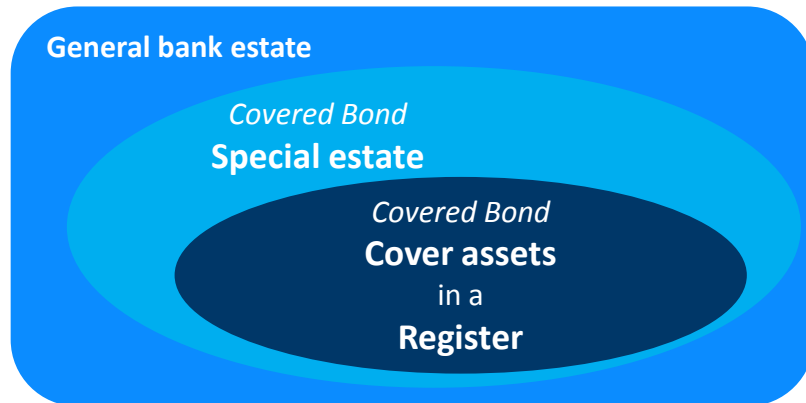 General bank estate
Covered Bond
Special estate
Covered Bond
Cover assets
in a
Register